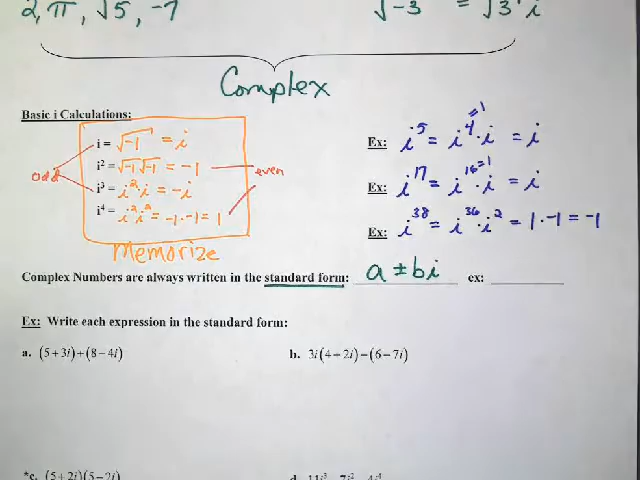 2, π, √5, -7
√-3 = √3 i
Complex
Basic i Calculations:
i = √-1 = i
i² = √-1 √-1 = -1
i³ = i²·i = -i
i⁴ = i² i² = -1·-1 = 1
odd
even
Memorize
=1
Ex: i⁵ = i⁴·i = i
=1
Ex: i¹⁷ = i¹⁶·i = i
Ex: i³⁸ = i³⁶·i² = 1·-1 = -1
Complex Numbers are always written in the standard form: a ± bi ex:
Ex: Write each expression in the standard form:
a. (5+3i)+(8−4i)
b. 3i(4−2i)−(6−7i)
*c. (5+2i)(5−2i)